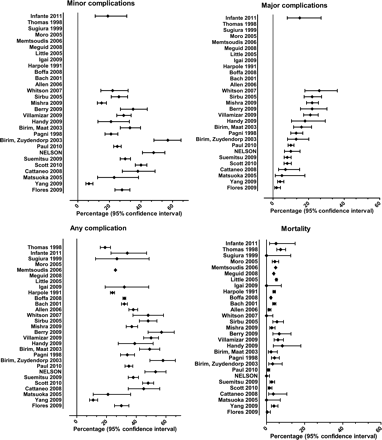 Minor complications
Infante 2011
Thomas 1998
Sugiura 1999
Moro 2005
Memtsoudis 2006
Meguid 2008
Little 2005
Igai 2009
Harpole 1991
Boffa 2008
Bach 2001
Allen 2006
Whitson 2007
Sirbu 2005
Mishra 2009
Berry 2009
Villamizar 2009
Handy 2009
Birim, Maat 2003
Pagni 1998
Birim, Zuydendorp 2003
Paul 2010
NELSON
Suemitsu 2009
Scott 2010
Cattaneo 2008
Matsuoka 2005
Yang 2009
Flores 2009
0 20 40 60
Percentage (95% confidence interval)
Major complications
Infante 2011
Thomas 1998
Sugiura 1999
Moro 2005
Memtsoudis 2006
Meguid 2008
Little 2005
Igai 2009
Harpole 1991
Boffa 2008
Bach 2001
Allen 2006
Whitson 2007
Sirbu 2005
Mishra 2009
Berry 2009
Villamizar 2009
Handy 2009
Birim, Maat 2003
Pagni 1998
Birim, Zuydendorp 2003
Paul 2010
NELSON
Suemitsu 2009
Scott 2010
Cattaneo 2008
Matsuoka 2005
Yang 2009
Flores 2009
0 20 40 60
Percentage (95% confidence interval)
Any complication
Thomas 1998
Infante 2011
Sugiura 1999
Moro 2005
Memtsoudis 2006
Meguid 2008
Little 2005
Igai 2009
Harpole 1991
Boffa 2008
Bach 2001
Allen 2006
Whitson 2007
Sirbu 2005
Mishra 2009
Berry 2009
Villamizar 2009
Handy 2009
Birim, Maat 2003
Pagni 1998
Birim, Zuydendorp 2003
Paul 2010
NELSON
Suemitsu 2009
Scott 2010
Cattaneo 2008
Matsuoka 2005
Yang 2009
Flores 2009
0 20 40 60
Percentage (95% confidence interval)
Mortality
Infante 2011
Thomas 1998
Sugiura 1999
Moro 2005
Memtsoudis 2006
Meguid 2008
Little 2005
Igai 2009
Harpole 1991
Boffa 2008
Bach 2001
Allen 2006
Whitson 2007
Sirbu 2005
Mishra 2009
Berry 2009
Villamizar 2009
Handy 2009
Birim, Maat 2003
Pagni 1998
Birim, Zuydendorp 2003
Paul 2010
NELSON
Suemitsu 2009
Scott 2010
Cattaneo 2008
Matsuoka 2005
Yang 2009
Flores 2009
0 20 40 60
Percentage (95% confidence interval)